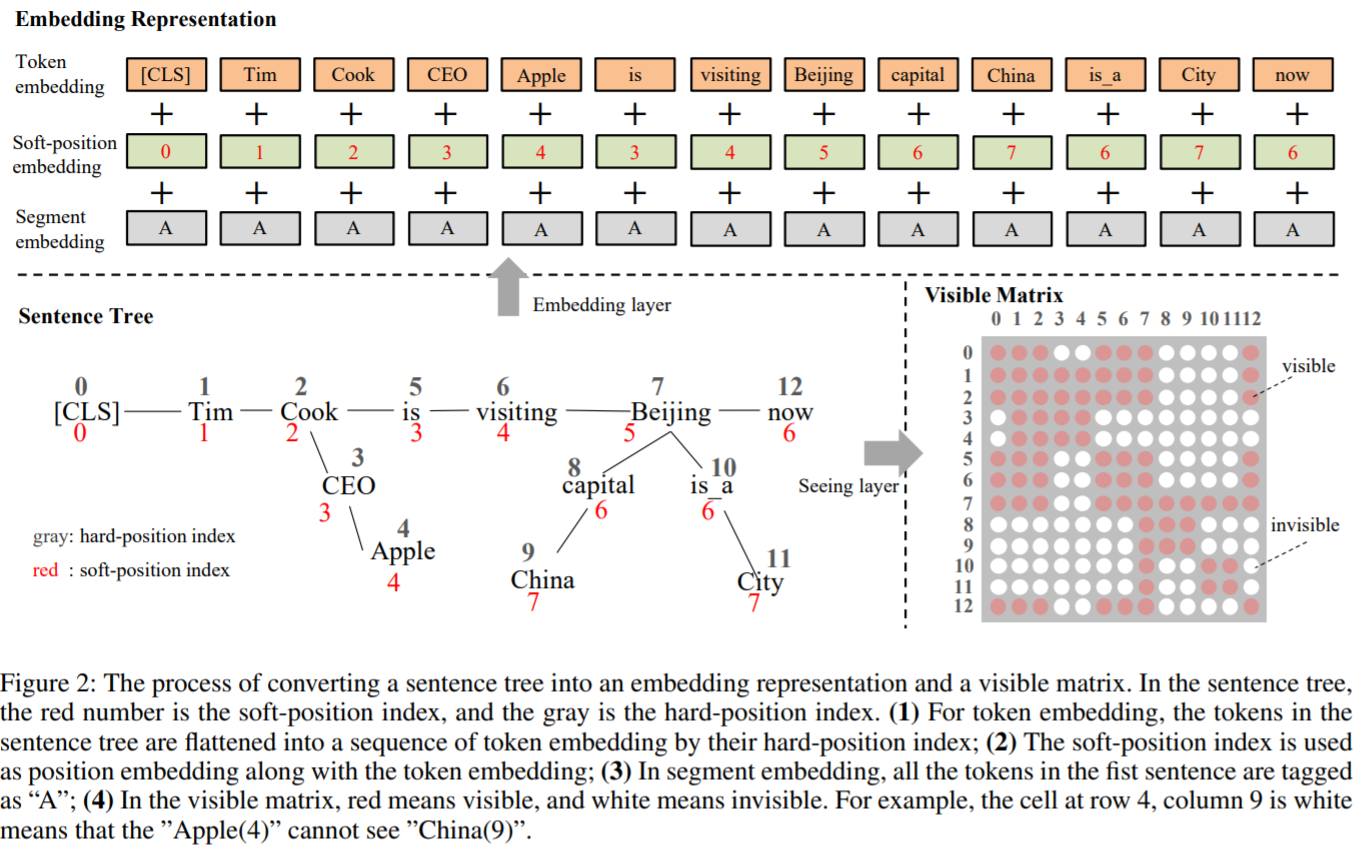 Embedding Representation
Token embedding [CLS] Tim Cook CEO Apple is visiting Beijing capital China is_a City now
+ + + + + + + + + + + + +
Soft-position embedding 0 1 2 3 4 3 4 5 6 7 6 7 6
+ + + + + + + + + + + + +
Segment embedding A A A A A A A A A A A A A
Embedding layer
Sentence Tree
0 1 2 5 6 7 12
[CLS] Tim Cook is visiting Beijing now
0 1 2 3 4 5 6
3 8 10
CEO capital is_a
3 6 6
4 9 11
Apple China City
4 7 7
gray: hard-position index
red : soft-position index
Seeing layer
Visible Matrix
0 1 2 3 4 5 6 7 8 9 10 11 12
0
1
2
3
4
5
6
7
8
9
10
11
12
visible
invisible
Figure 2: The process of converting a sentence tree into an embedding representation and a visible matrix. In the sentence tree,
the red number is the soft-position index, and the gray is the hard-position index. (1) For token embedding, the tokens in the
sentence tree are flattened into a sequence of token embedding by their hard-position index; (2) The soft-position index is used
as position embedding along with the token embedding; (3) In segment embedding, all the tokens in the fist sentence are tagged
as “A”; (4) In the visible matrix, red means visible, and white means invisible. For example, the cell at row 4, column 9 is white
means that the ”Apple(4)” cannot see ”China(9)”.